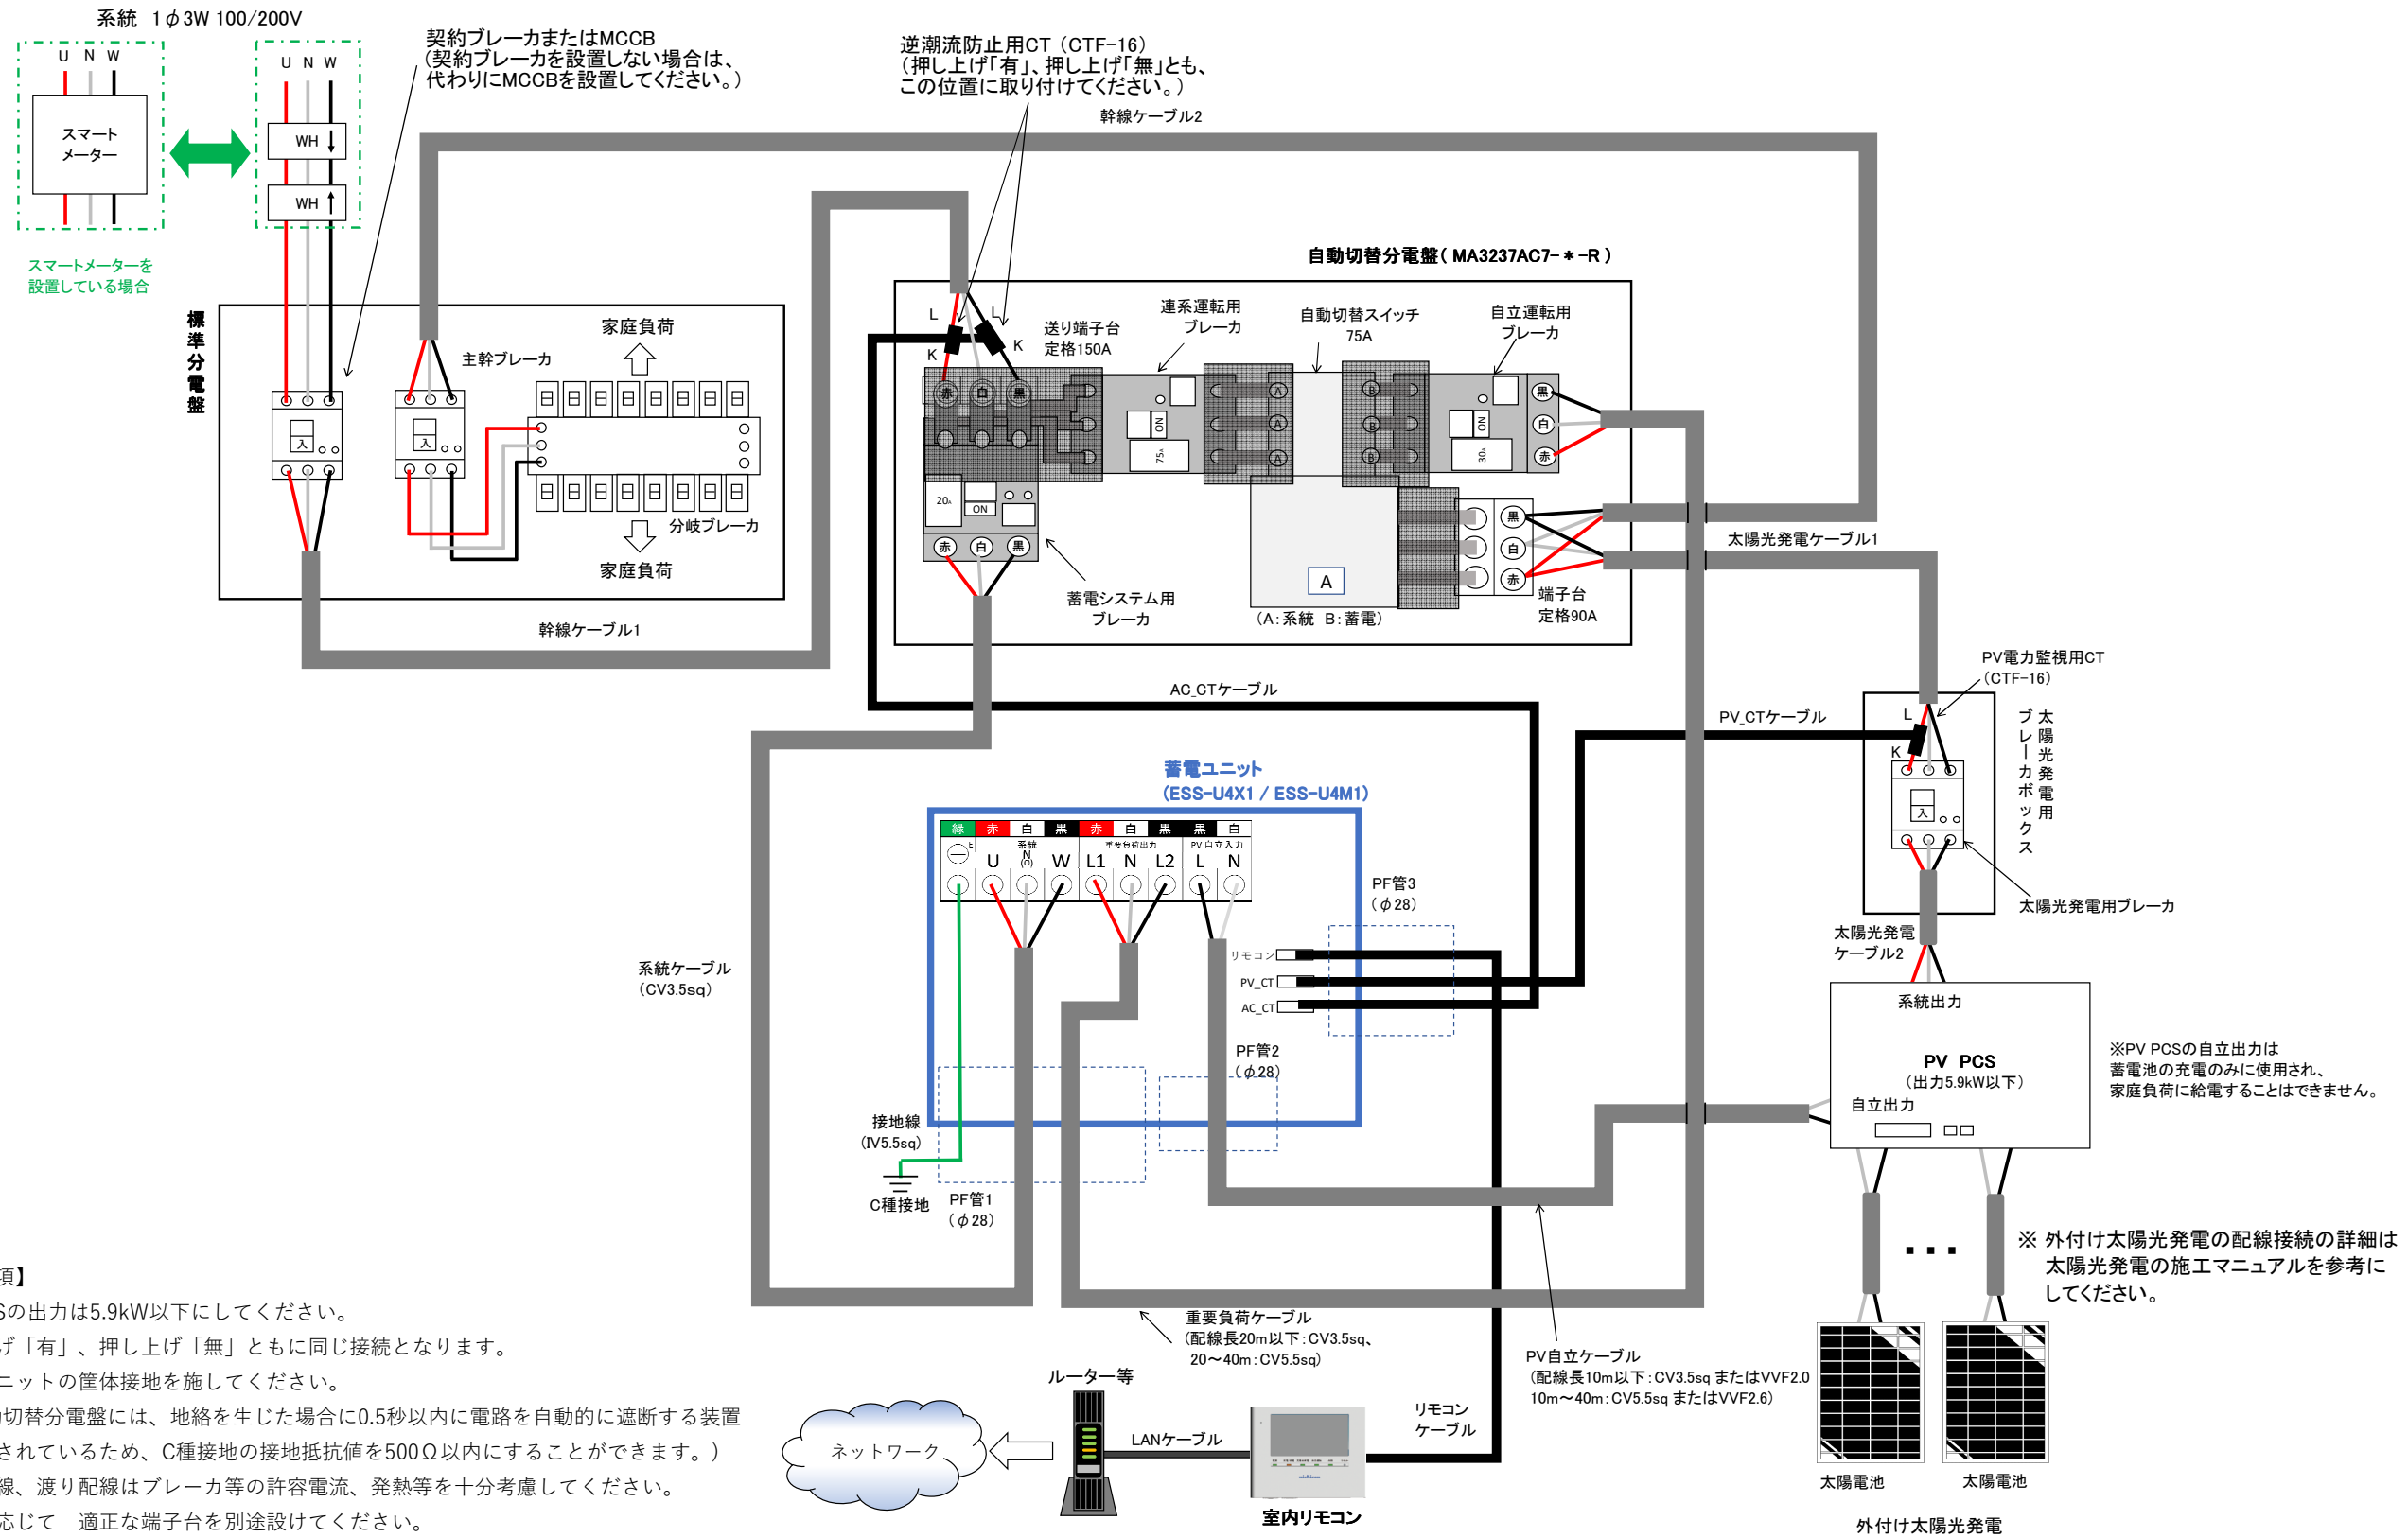 系統 1φ3W 100/200V
U N W
スマート
メーター
U N W
WH ↓
WH ↑
スマートメーターを
設置している場合
契約ブレーカまたはMCCB
(契約ブレーカを設置しない場合は、
代わりにMCCBを設置してください。)
逆潮流防止用CT (CTF-16)
(押し上げ「有」、押し上げ「無」とも、
この位置に取り付けてください。)
幹線ケーブル2
標準分電盤
主幹ブレーカ
家庭負荷
入
入
分岐ブレーカ
家庭負荷
幹線ケーブル1
自動切替分電盤( MA3237AC7-*-R )
L
L
K
K
送り端子台
定格150A
連系運転用
ブレーカ
自動切替スイッチ
75A
自立運転用
ブレーカ
赤 白 黒
ON
75A
A
A
A
B
B
B
ON
30A
黒
白
赤
20A
ON
赤 白 黒
蓄電システム用
ブレーカ
A
(A:系統 B:蓄電)
黒
白
赤
端子台
定格90A
太陽光発電ケーブル1
AC_CTケーブル
PV_CTケーブル
PV電力監視用CT
(CTF-16)
L
K
入
太陽光発電用
ブレーカボックス
太陽光発電用ブレーカ
太陽光発電
ケーブル2
蓄電ユニット
(ESS-U4X1 / ESS-U4M1)
緑 赤 白 黒 赤 白 黒 黒 白
系統 重要負荷出力 PV自立入力
U N W L1 N L2 L N
(O)
PF管3
(φ28)
リモコン
PV_CT
AC_CT
系統ケーブル
(CV3.5sq)
PF管2
(φ28)
接地線
(IV5.5sq)
C種接地
PF管1
(φ28)
系統出力
PV PCS
(出力5.9kW以下)
自立出力
※PV PCSの自立出力は
蓄電池の充電のみに使用され、
家庭負荷に給電することはできません。
※ 外付け太陽光発電の配線接続の詳細は
太陽光発電の施工マニュアルを参考に
してください。
重要負荷ケーブル
(配線長20m以下:CV3.5sq、
20~40m:CV5.5sq)
PV自立ケーブル
(配線長10m以下:CV3.5sq またはVVF2.0
10m~40m:CV5.5sq またはVVF2.6)
太陽電池
太陽電池
外付け太陽光発電
ルーター等
ネットワーク
LANケーブル
リモコン
ケーブル
室内リモコン
項】
Sの出力は5.9kW以下にしてください。
げ「有」、押し上げ「無」ともに同じ接続となります。
ニットの筐体接地を施してください。
切替分電盤には、地絡を生じた場合に0.5秒以内に電路を自動的に遮断する装置
されているため、C種接地の接地抵抗値を500Ω以内にすることができます。)
線、渡り配線はブレーカ等の許容電流、発熱等を十分考慮してください。
応じて 適正な端子台を別途設けてください。